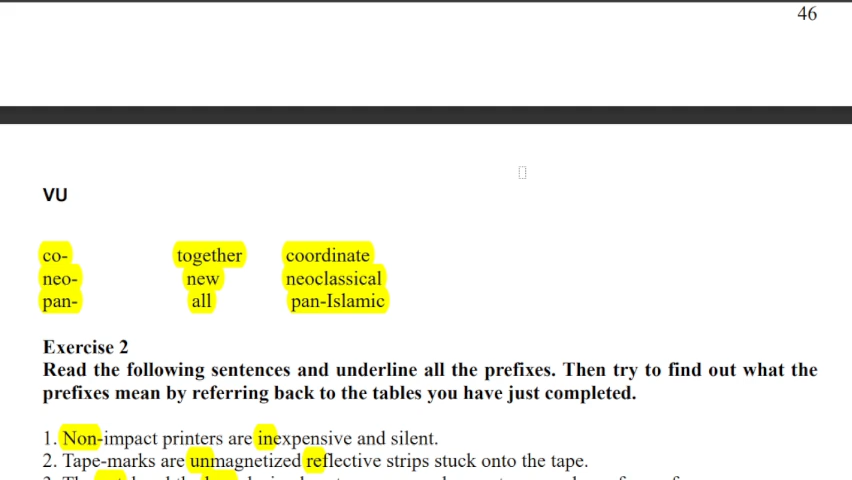 46
VU
co- together coordinate
neo- new neoclassical
pan- all pan-Islamic
Exercise 2
Read the following sentences and underline all the prefixes. Then try to find out what the
prefixes mean by referring back to the tables you have just completed.
1. Non-impact printers are inexpensive and silent.
2. Tape-marks are unmagnetized reflective strips stuck onto the tape.